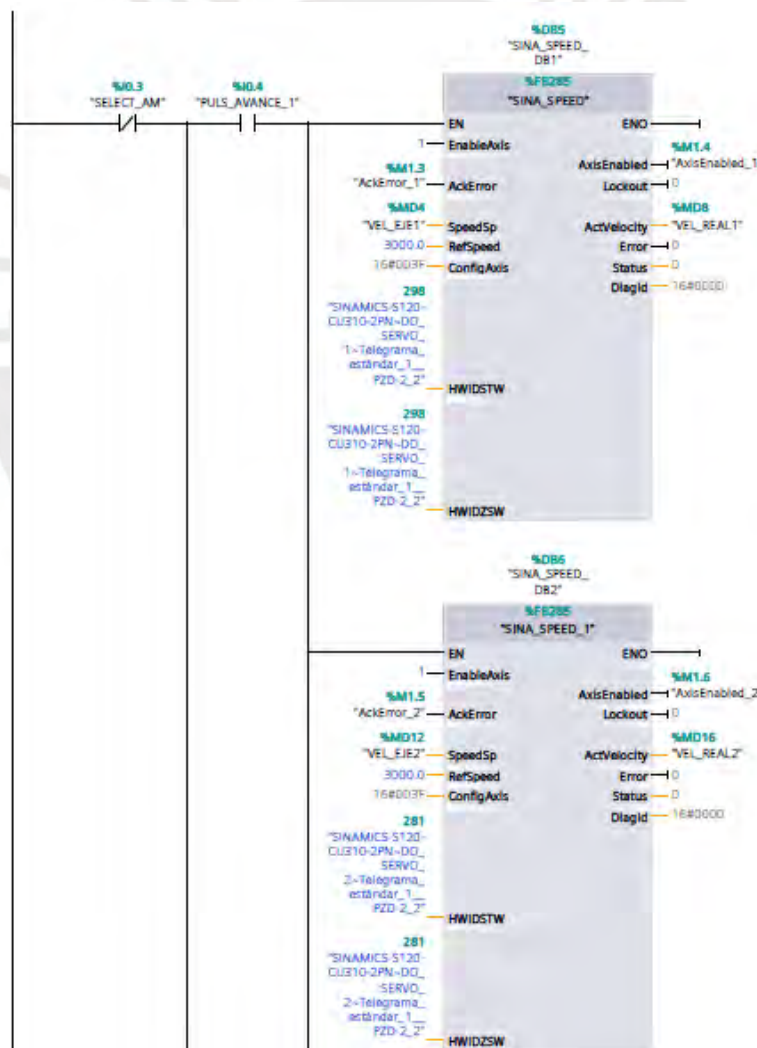 %DB5
"SINA_SPEED_
DB1"
%I0.3
"SELECT_AM"
%I0.4
"PULS_AVANCE_1"
%FB285
"SINA_SPEED"
EN
ENO
1
EnableAxis
%M1.4
AxisEnabled
"AxisEnabled_1
%M1.3
"AckError_1"
AckError
Lockout
0
%MD4
"VEL_EJE1"
SpeedSp
%MD8
ActVelocity
"VEL_REAL1"
3000.0
RefSpeed
Error
0
16#003F
ConfigAxis
Status
0
DiagId
16#0000
298
"SINAMICS-S120-
CU310-2PN~DO_
SERVO_
1~Telegrama_
estándar_1__
PZD-2_2"
HWIDSTW
298
"SINAMICS-S120-
CU310-2PN~DO_
SERVO_
1~Telegrama_
estándar_1__
PZD-2_2"
HWIDZSW
%DB6
"SINA_SPEED_
DB2"
%FB285
"SINA_SPEED_1"
EN
ENO
1
EnableAxis
%M1.6
AxisEnabled
"AxisEnabled_2
%M1.5
"AckError_2"
AckError
Lockout
0
%MD12
"VEL_EJE2"
SpeedSp
%MD16
ActVelocity
"VEL_REAL2"
3000.0
RefSpeed
Error
0
16#003F
ConfigAxis
Status
0
DiagId
16#0000
281
"SINAMICS-S120-
CU310-2PN~DO_
SERVO_
2~Telegrama_
estándar_1__
PZD-2_2"
HWIDSTW
281
"SINAMICS-S120-
CU310-2PN~DO_
SERVO_
2~Telegrama_
estándar_1__
PZD-2_2"
HWIDZSW